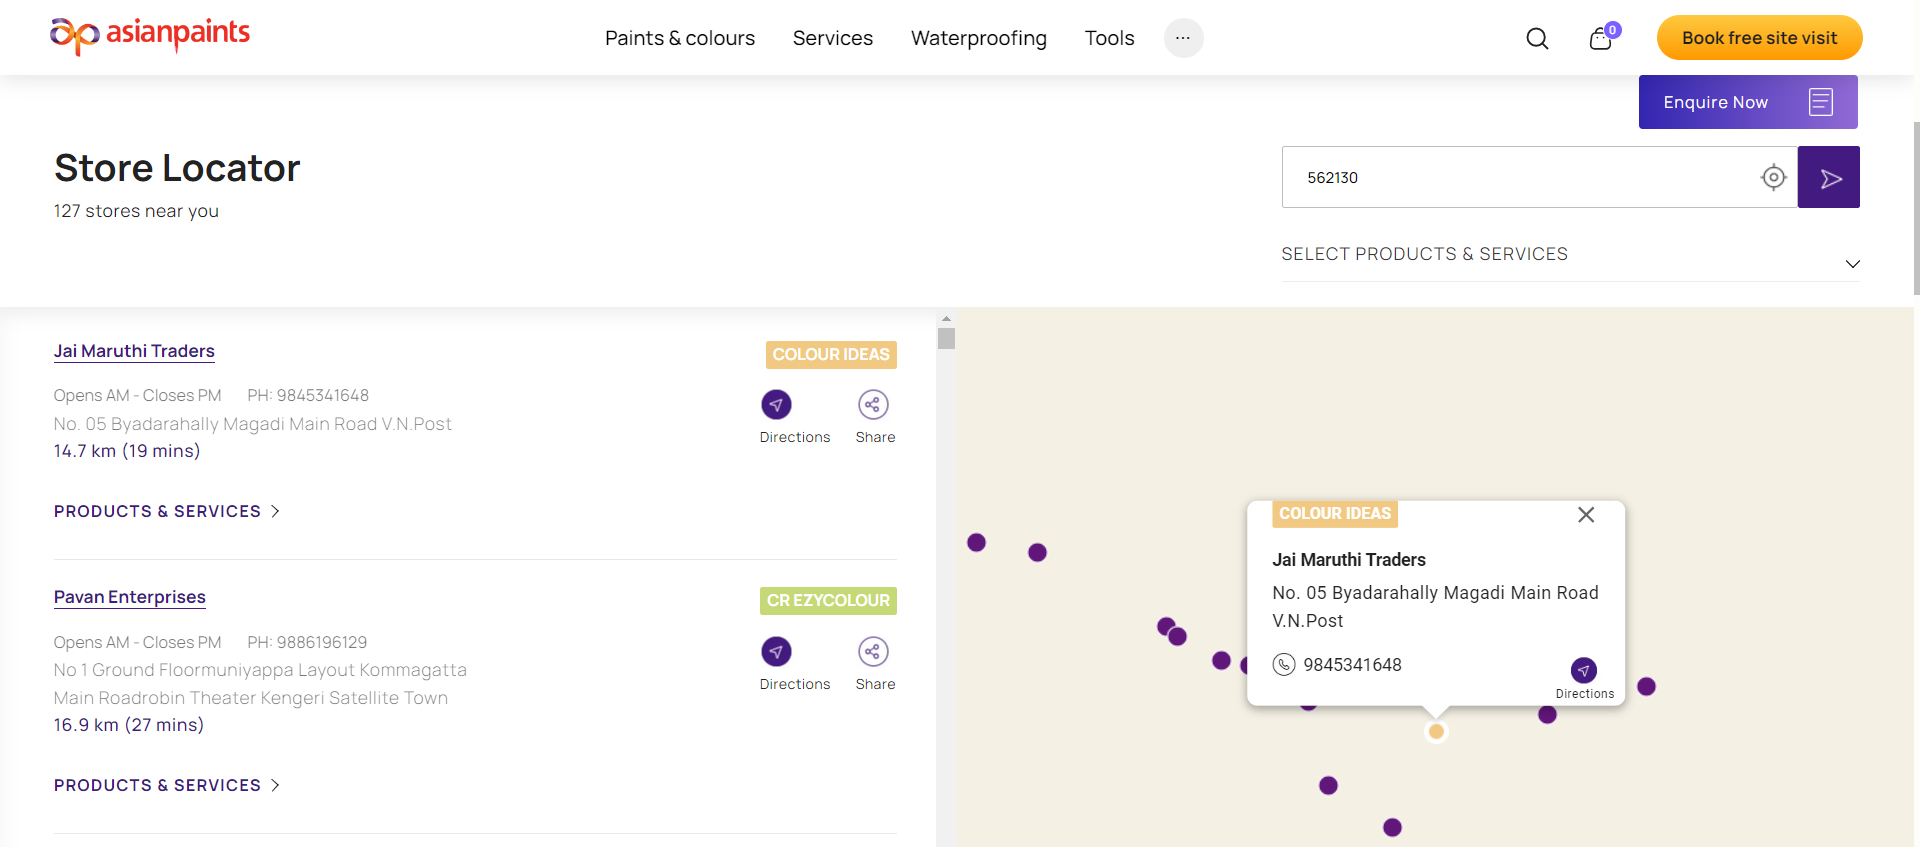 asianpaints
Paints & colours
Services
Waterproofing
Tools
...
0
Book free site visit
Enquire Now
Store Locator
127 stores near you
562130
SELECT PRODUCTS & SERVICES
Jai Maruthi Traders
COLOUR IDEAS
Opens AM - Closes PM PH: 9845341648
No. 05 Byadarahally Magadi Main Road V.N.Post
14.7 km (19 mins)
Directions
Share
PRODUCTS & SERVICES
Pavan Enterprises
CR EZYCOLOUR
Opens AM - Closes PM PH: 9886196129
No 1 Ground Floormuniyappa Layout Kommagatta
Main Roadrobin Theater Kengeri Satellite Town
16.9 km (27 mins)
Directions
Share
PRODUCTS & SERVICES
COLOUR IDEAS
Jai Maruthi Traders
No. 05 Byadarahally Magadi Main Road
V.N.Post
9845341648
Directions